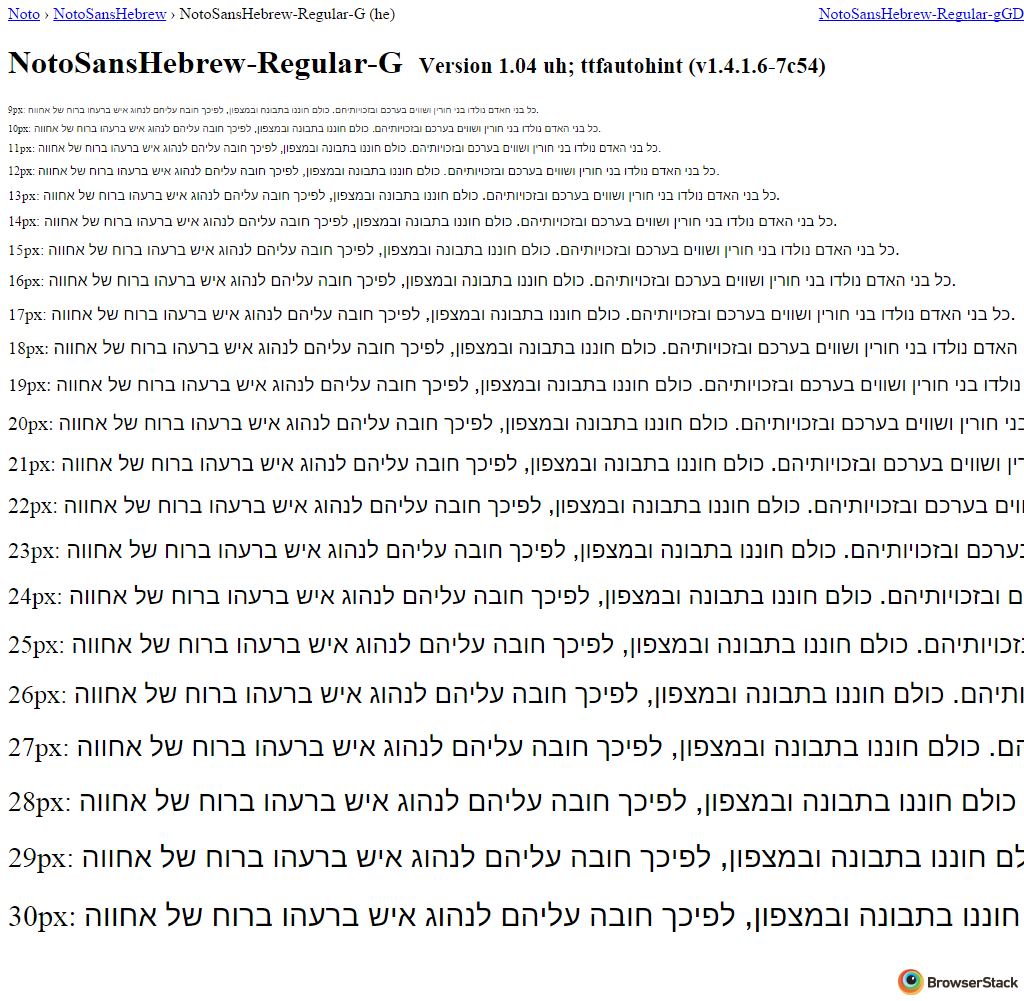 Noto › NotoSansHebrew › NotoSansHebrew-Regular-G (he)
NotoSansHebrew-Regular-gGD
NotoSansHebrew-Regular-G Version 1.04 uh; ttfautohint (v1.4.1.6-7c54)
9px: כל בני האדם נולדו בני חורין ושווים בערכם ובזכויותיהם. כולם חוננו בתבונה ובמצפון, לפיכך חובה עליהם לנהוג איש ברעהו ברוח של אחווה.
10px: כל בני האדם נולדו בני חורין ושווים בערכם ובזכויותיהם. כולם חוננו בתבונה ובמצפון, לפיכך חובה עליהם לנהוג איש ברעהו ברוח של אחווה.
11px: כל בני האדם נולדו בני חורין ושווים בערכם ובזכויותיהם. כולם חוננו בתבונה ובמצפון, לפיכך חובה עליהם לנהוג איש ברעהו ברוח של אחווה.
12px: כל בני האדם נולדו בני חורין ושווים בערכם ובזכויותיהם. כולם חוננו בתבונה ובמצפון, לפיכך חובה עליהם לנהוג איש ברעהו ברוח של אחווה.
13px: כל בני האדם נולדו בני חורין ושווים בערכם ובזכויותיהם. כולם חוננו בתבונה ובמצפון, לפיכך חובה עליהם לנהוג איש ברעהו ברוח של אחווה.
14px: כל בני האדם נולדו בני חורין ושווים בערכם ובזכויותיהם. כולם חוננו בתבונה ובמצפון, לפיכך חובה עליהם לנהוג איש ברעהו ברוח של אחווה.
15px: כל בני האדם נולדו בני חורין ושווים בערכם ובזכויותיהם. כולם חוננו בתבונה ובמצפון, לפיכך חובה עליהם לנהוג איש ברעהו ברוח של אחווה.
16px: כל בני האדם נולדו בני חורין ושווים בערכם ובזכויותיהם. כולם חוננו בתבונה ובמצפון, לפיכך חובה עליהם לנהוג איש ברעהו ברוח של אחווה.
17px: כל בני האדם נולדו בני חורין ושווים בערכם ובזכויותיהם. כולם חוננו בתבונה ובמצפון, לפיכך חובה עליהם לנהוג איש ברעהו ברוח של אחווה.
18px: האדם נולדו בני חורין ושווים בערכם ובזכויותיהם. כולם חוננו בתבונה ובמצפון, לפיכך חובה עליהם לנהוג איש ברעהו ברוח של אחווה
19px: נולדו בני חורין ושווים בערכם ובזכויותיהם. כולם חוננו בתבונה ובמצפון, לפיכך חובה עליהם לנהוג איש ברעהו ברוח של אחווה
20px: בני חורין ושווים בערכם ובזכויותיהם. כולם חוננו בתבונה ובמצפון, לפיכך חובה עליהם לנהוג איש ברעהו ברוח של אחווה
21px: ושווים בערכם ובזכויותיהם. כולם חוננו בתבונה ובמצפון, לפיכך חובה עליהם לנהוג איש ברעהו ברוח של אחווה
22px: בערכם ובזכויותיהם. כולם חוננו בתבונה ובמצפון, לפיכך חובה עליהם לנהוג איש ברעהו ברוח של אחווה
23px: בערכם ובזכויותיהם. כולם חוננו בתבונה ובמצפון, לפיכך חובה עליהם לנהוג איש ברעהו ברוח של אחווה
24px: ובזכויותיהם. כולם חוננו בתבונה ובמצפון, לפיכך חובה עליהם לנהוג איש ברעהו ברוח של אחווה
25px: זכויותיהם. כולם חוננו בתבונה ובמצפון, לפיכך חובה עליהם לנהוג איש ברעהו ברוח של אחווה
26px: ותיהם. כולם חוננו בתבונה ובמצפון, לפיכך חובה עליהם לנהוג איש ברעהו ברוח של אחווה
27px: הם. כולם חוננו בתבונה ובמצפון, לפיכך חובה עליהם לנהוג איש ברעהו ברוח של אחווה
28px: כולם חוננו בתבונה ובמצפון, לפיכך חובה עליהם לנהוג איש ברעהו ברוח של אחווה
29px: לם חוננו בתבונה ובמצפון, לפיכך חובה עליהם לנהוג איש ברעהו ברוח של אחווה
30px: חוננו בתבונה ובמצפון, לפיכך חובה עליהם לנהוג איש ברעהו ברוח של אחווה
BrowserStack